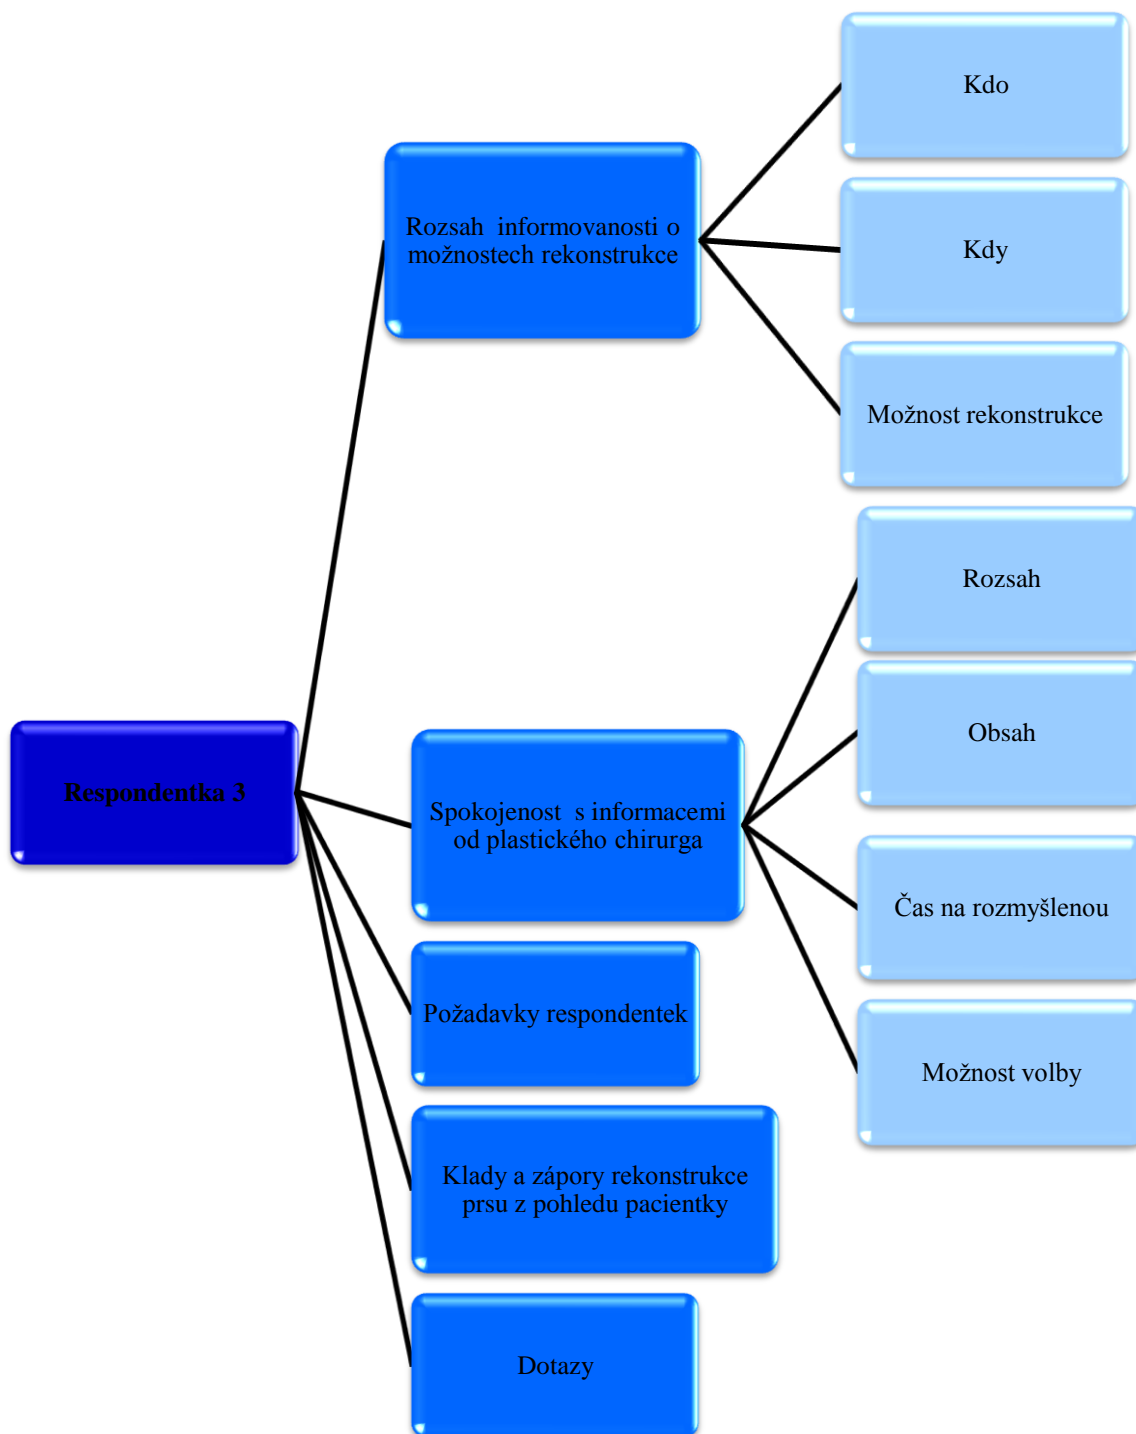 Kdo
Rozsah  informovanosti o
možnostech rekonstrukce
Kdy
Možnost rekonstrukce
Rozsah
Obsah
Respondentka 3
Spokojenost  s informacemi
od plastického chirurga
Čas na rozmyšlenou
Požadavky respondentek
Možnost volby
Klady a zápory rekonstrukce
prsu z pohledu pacientky
Dotazy